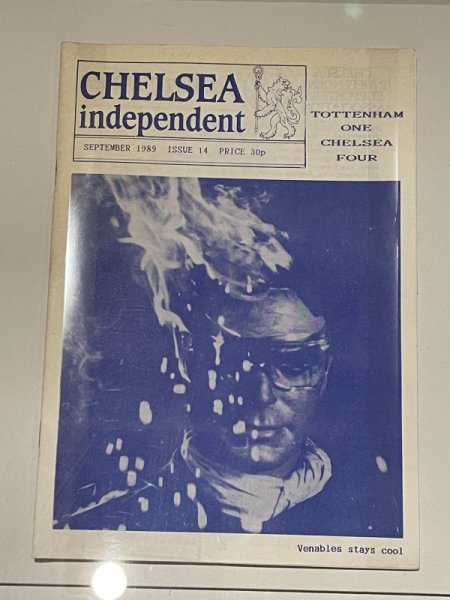 CHELSEA
independent
SEPTEMBER 1989 ISSUE 14 PRICE 30p
TOTTENHAM
ONE
CHELSEA
FOUR
Venables stays cool